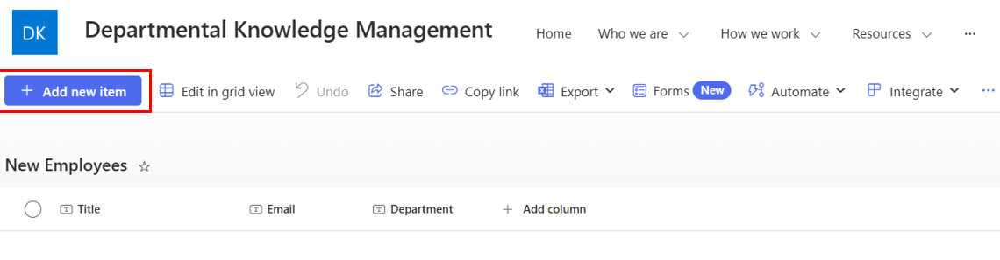 DK
Departmental Knowledge Management
Home Who we are How we work Resources ...
+ Add new item Edit in grid view Undo Share Copy link Export Forms New Automate Integrate ...
New Employees
Title Email Department + Add column